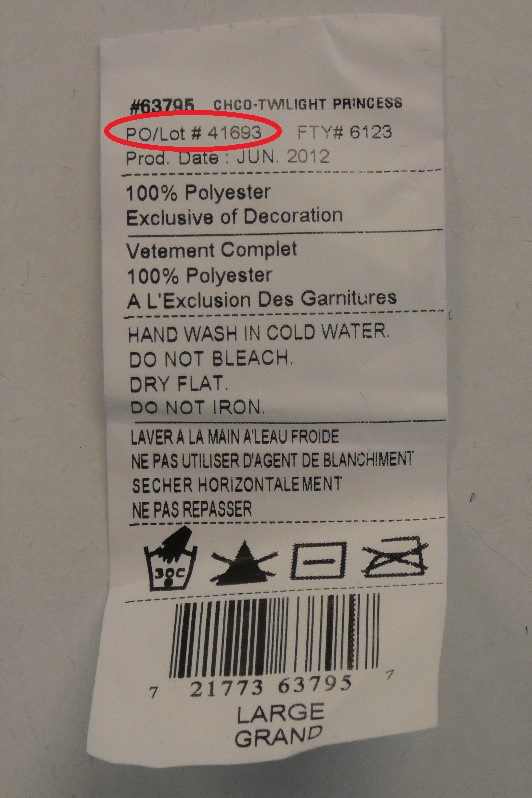 #63795 CHCO-TWILIGHT PRINCESS
PO/Lot # 41693 FTY# 6123
Prod. Date : JUN. 2012
100% Polyester
Exclusive of Decoration
Vetement Complet
100% Polyester
A L'Exclusion Des Garnitures
HAND WASH IN COLD WATER.
DO NOT BLEACH.
DRY FLAT.
DO NOT IRON.
LAVER A LA MAIN A'LEAU FROIDE
NE PAS UTILISER D'AGENT DE BLANCHIMENT
SECHER HORIZONTALEMENT
NE PAS REPASSER
30C
7 21773 63795 7
LARGE
GRAND